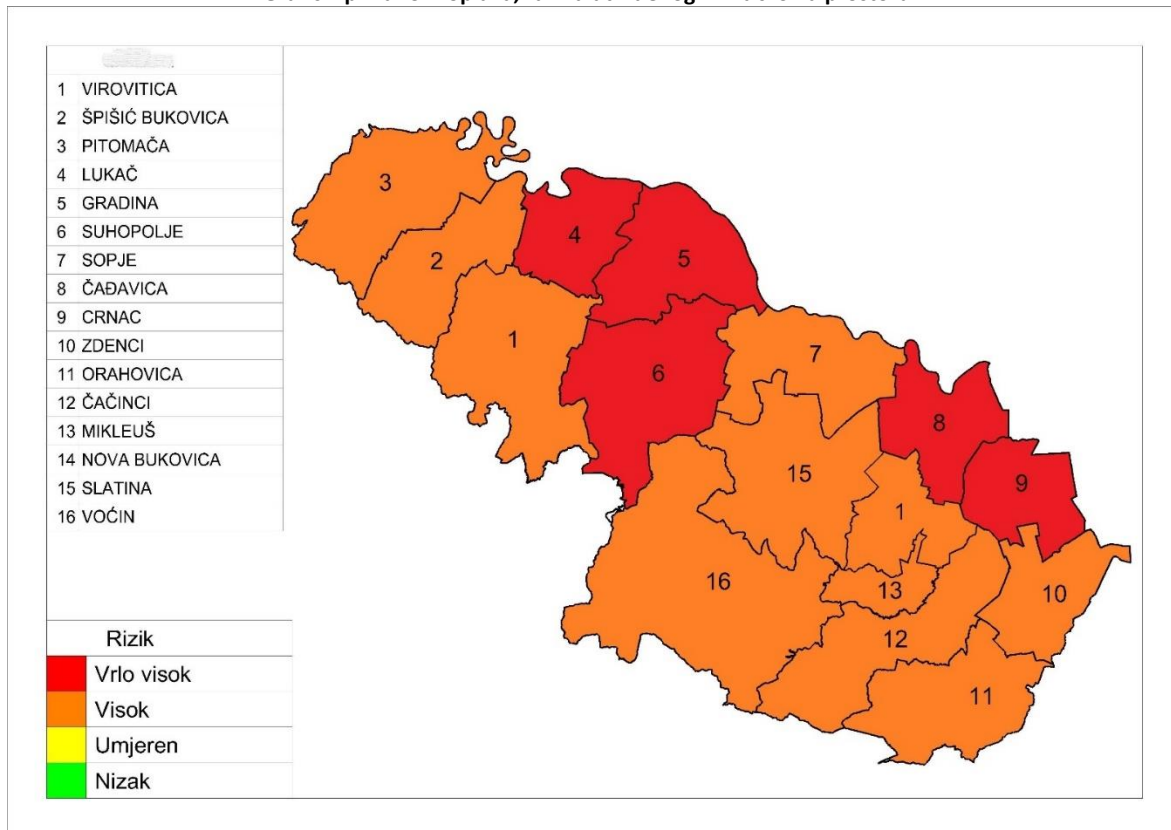 1 VIROVITICA
2 ŠPIŠIĆ BUKOVICA
3 PITOMAČA
4 LUKAČ
5 GRADINA
6 SUHOPOLJE
7 SOPJE
8 ČAĐAVICA
9 CRNAC
10 ZDENCI
11 ORAHOVICA
12 ČAČINCI
13 MIKLEUŠ
14 NOVA BUKOVICA
15 SLATINA
16 VOĆIN
Rizik
Vrlo visok
Visok
Umjeren
Nizak
3
4
2
5
1
7
6
8
15
9
1
16
13
10
12
11